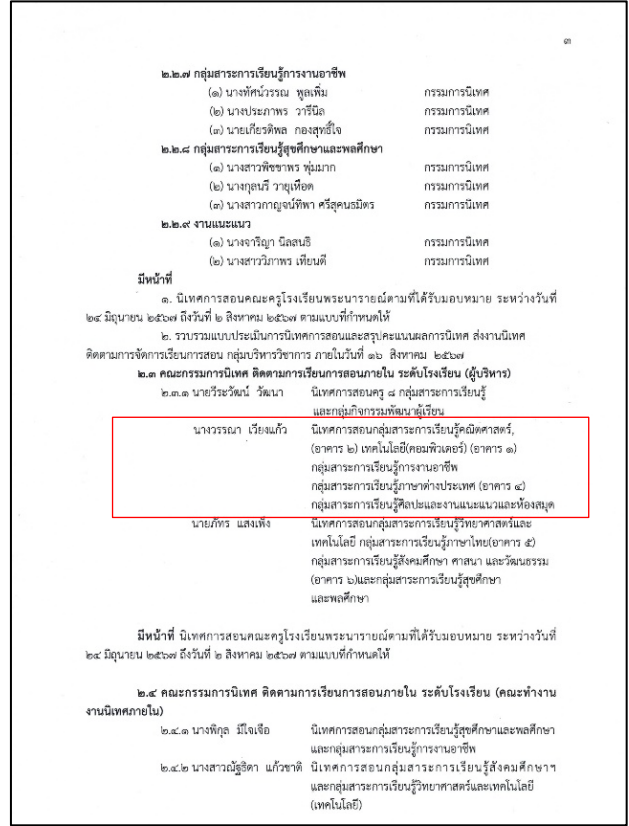 ๓
๒.๒.๗ กลุ่มสาระการเรียนรู้การงานอาชีพ
(๑) นางทัศน์วรรณ พูลเพิ่ม กรรมการนิเทศ
(๒) นางประภาพร วารีนิล กรรมการนิเทศ
(๓) นายเกียรติพล กองสุทธิ์ใจ กรรมการนิเทศ
๒.๒.๘ กลุ่มสาระการเรียนรู้สุขศึกษาและพลศึกษา
(๑) นางสาวพิชชาพร พุ่มมาก กรรมการนิเทศ
(๒) นางกุลนรี วายุเหือด กรรมการนิเทศ
(๓) นางสาวกาญจน์ทิพา ศรีสุคนธมิตร กรรมการนิเทศ
๒.๒.๙ งานแนะแนว
(๑) นางจาริญา นิลสนธิ กรรมการนิเทศ
(๒) นางสาววิภาพร เทียนดี กรรมการนิเทศ
มีหน้าที่
๑. นิเทศการสอนคณะครูโรงเรียนพระนารายณ์ตามที่ได้รับมอบหมาย ระหว่างวันที่
๒๔ มิถุนายน ๒๕๖๗ ถึงวันที่ ๒ สิงหาคม ๒๕๖๗ ตามแบบที่กำหนดให้
๒. รวบรวมแบบประเมินการนิเทศการสอนและสรุปคะแนนผลการนิเทศ ส่งงานนิเทศ
ติดตามการจัดการเรียนการสอน กลุ่มบริหารวิชาการ ภายในวันที่ ๑๖ สิงหาคม ๒๕๖๗
๒.๓ คณะกรรมการนิเทศ ติดตามการเรียนการสอนภายใน ระดับโรงเรียน (ผู้บริหาร)
๒.๓.๑ นายวีระวัฒน์ วัฒนา นิเทศการสอนครู ๘ กลุ่มสาระการเรียนรู้
และกลุ่มกิจกรรมพัฒนาผู้เรียน
นางวรรณา เวียงแก้ว นิเทศการสอนกลุ่มสาระการเรียนรู้คณิตศาสตร์,
(อาคาร ๒) เทคโนโลยี(คอมพิวเตอร์) (อาคาร ๑)
กลุ่มสาระการเรียนรู้การงานอาชีพ
กลุ่มสาระการเรียนรู้ภาษาต่างประเทศ (อาคาร ๔)
กลุ่มสาระการเรียนรู้ศิลปะและงานแนะแนวและห้องสมุด
นายภัทร แสงเพ็ง นิเทศการสอนกลุ่มสาระการเรียนรู้วิทยาศาสตร์และ
เทคโนโลยี กลุ่มสาระการเรียนรู้ภาษาไทย(อาคาร ๕)
กลุ่มสาระการเรียนรู้สังคมศึกษา ศาสนา และวัฒนธรรม
(อาคาร ๖)และกลุ่มสาระการเรียนรู้สุขศึกษา
และพลศึกษา
มีหน้าที่ นิเทศการสอนคณะครูโรงเรียนพระนารายณ์ตามที่ได้รับมอบหมาย ระหว่างวันที่
๒๔ มิถุนายน ๒๕๖๗ ถึงวันที่ ๒ สิงหาคม ๒๕๖๗ ตามแบบที่กำหนดให้
๒.๔ คณะกรรมการนิเทศ ติดตามการเรียนการสอนภายใน ระดับโรงเรียน (คณะทำงาน
งานนิเทศภายใน)
๒.๔.๑ นางพิกุล มีใจเจือ นิเทศการสอนกลุ่มสาระการเรียนรู้สุขศึกษาและพลศึกษา
และกลุ่มสาระการเรียนรู้การงานอาชีพ
๒.๔.๒ นางสาวณัฐธิดา แก้วชาติ นิเทศการสอนกลุ่มสาระการเรียนรู้สังคมศึกษาฯ
และกลุ่มสาระการเรียนรู้วิทยาศาสตร์และเทคโนโลยี
(เทคโนโลยี)